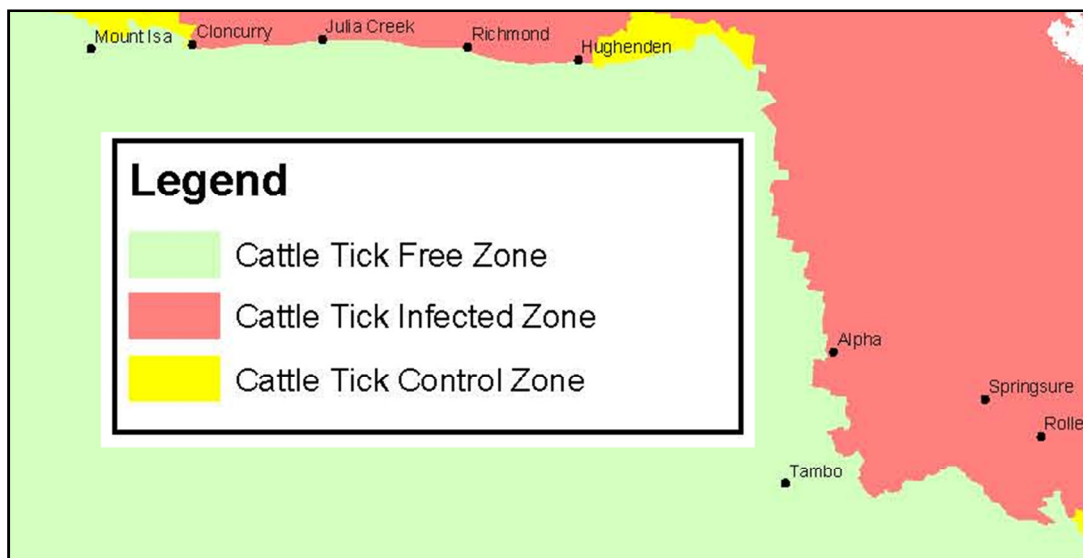 Mount Isa
Cloncurry
Julia Creek
Richmond
Hughenden
Legend
Cattle Tick Free Zone
Cattle Tick Infected Zone
Cattle Tick Control Zone
Alpha
Springsure
Rolle
Tambo